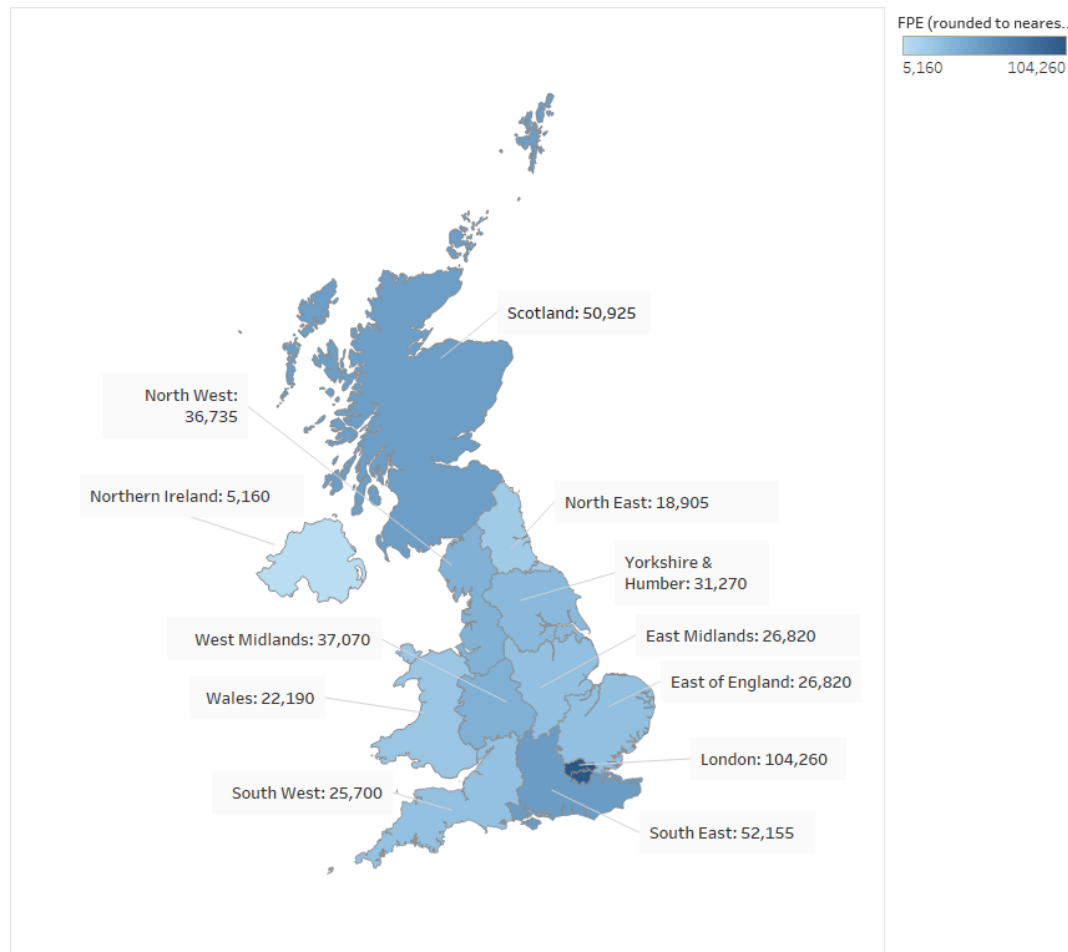 FPE (rounded to neares..
5,160 104,260
Scotland: 50,925
North West:
36,735
Northern Ireland: 5,160
North East: 18,905
Yorkshire &
Humber: 31,270
West Midlands: 37,070
East Midlands: 26,820
East of England: 26,820
Wales: 22,190
London: 104,260
South West: 25,700
South East: 52,155